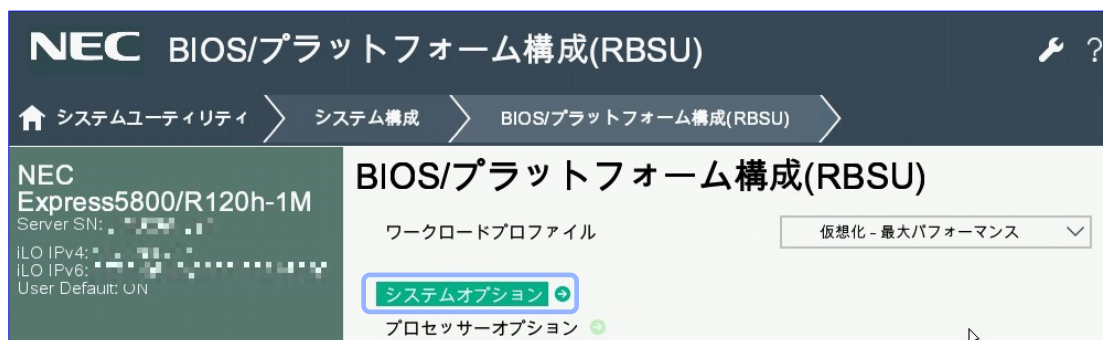 NEC BIOS/プラットフォーム構成(RBSU) ?
システムユーティリティ システム構成 BIOS/プラットフォーム構成(RBSU)
NEC
Express5800/R120h-1M
Server SN:
iLO IPv4:
iLO IPv6:
User Default: ON
BIOS/プラットフォーム構成(RBSU)
ワークロードプロファイル 仮想化 - 最大パフォーマンス
システムオプション
プロセッサーオプション